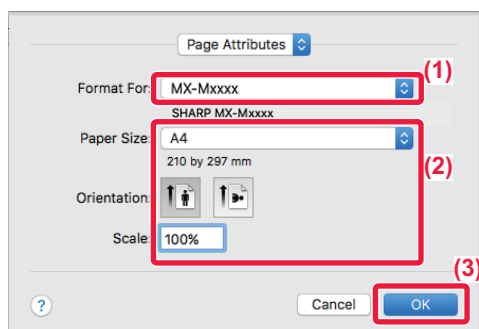 Page Attributes
(1)
Format For: MX-Mxxxx
SHARP MX-Mxxxx
Paper Size: A4
210 by 297 mm
(2)
Orientation:
Scale: 100%
(3)
? Cancel OK